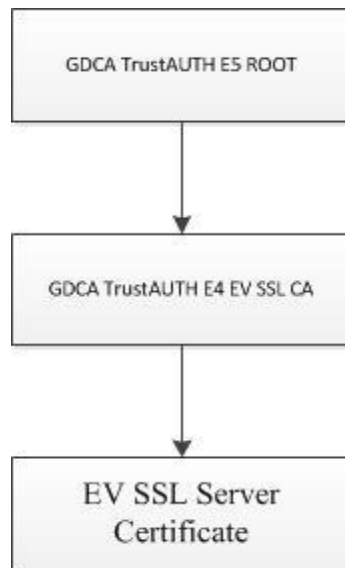 GDCA TrustAUTH E5 ROOT
GDCA TrustAUTH E4 EV SSL CA
EV SSL Server
Certificate